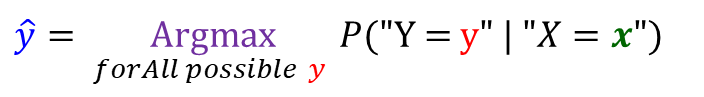 ŷ = Argmax P("Y = y" | "X = x")
forAll possible y